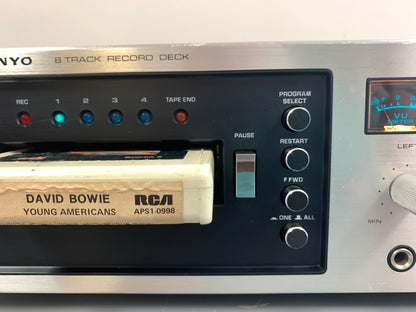 NYO 8 TRACK RECORD DECK
REC 1 2 3 4 TAPE END
PROGRAM
SELECT
PAUSE
RESTART
F FWD
ONE ALL
VU
METER
LEFT
MIN
DAVID BOWIE
YOUNG AMERICANS
RCA
APS1-0998